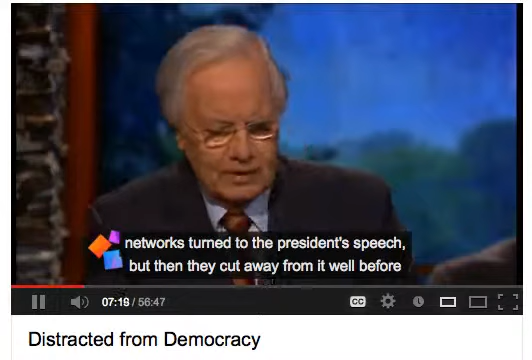 networks turned to the president's speech,
but then they cut away from it well before
07:18 / 56:47
CC
Distracted from Democracy